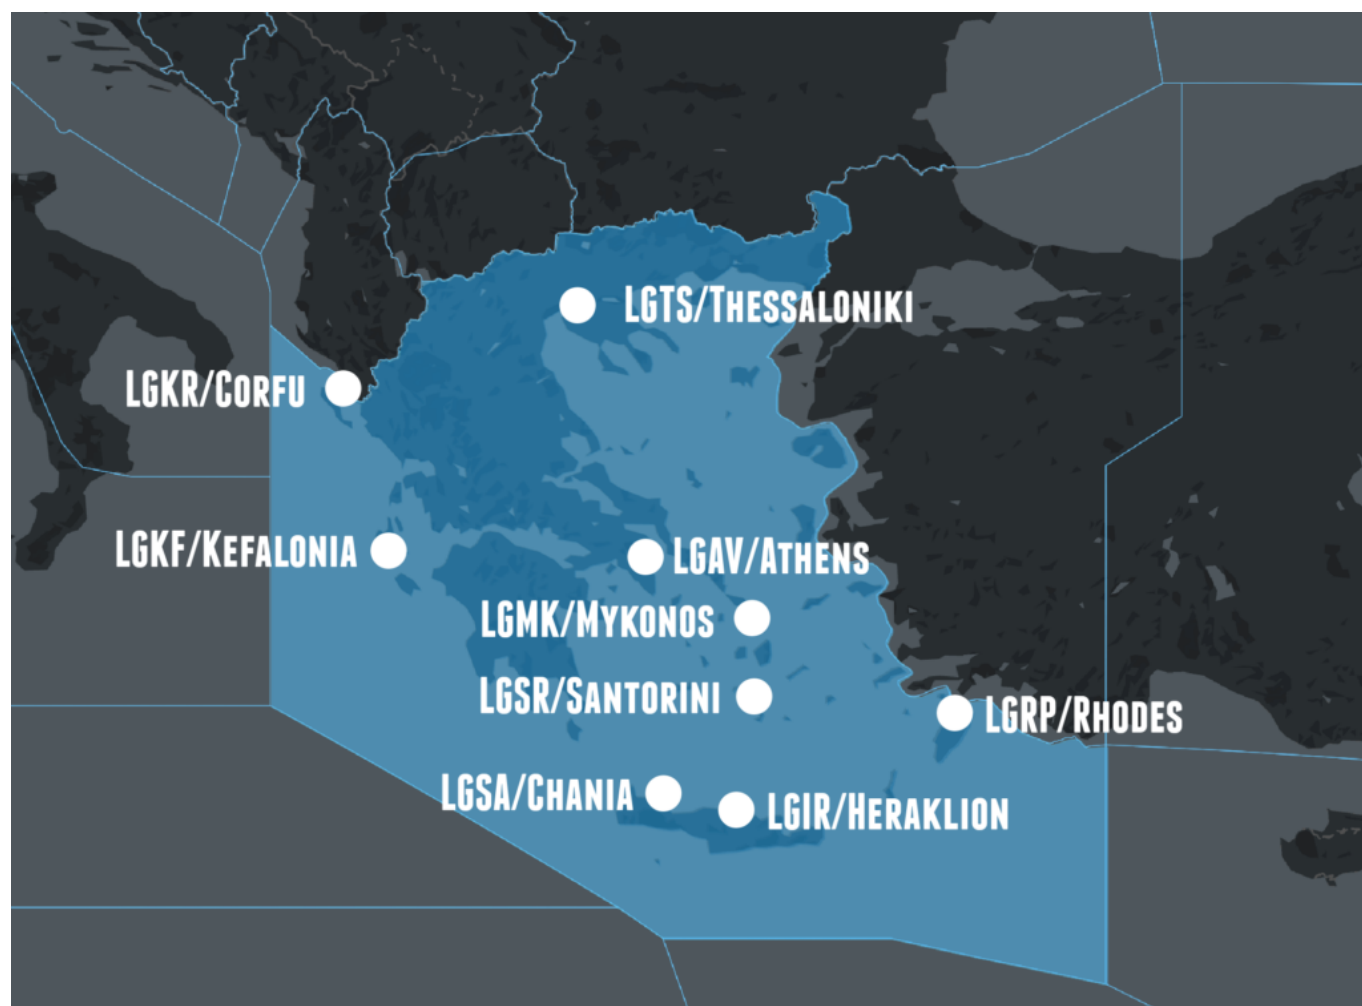 LGTS/Thessaloniki
LGKR/Corfu
LGKF/Kefalonia
LGAV/Athens
LGMK/Mykonos
LGSR/Santorini
LGRP/Rhodes
LGSA/Chania
LGIR/Heraklion